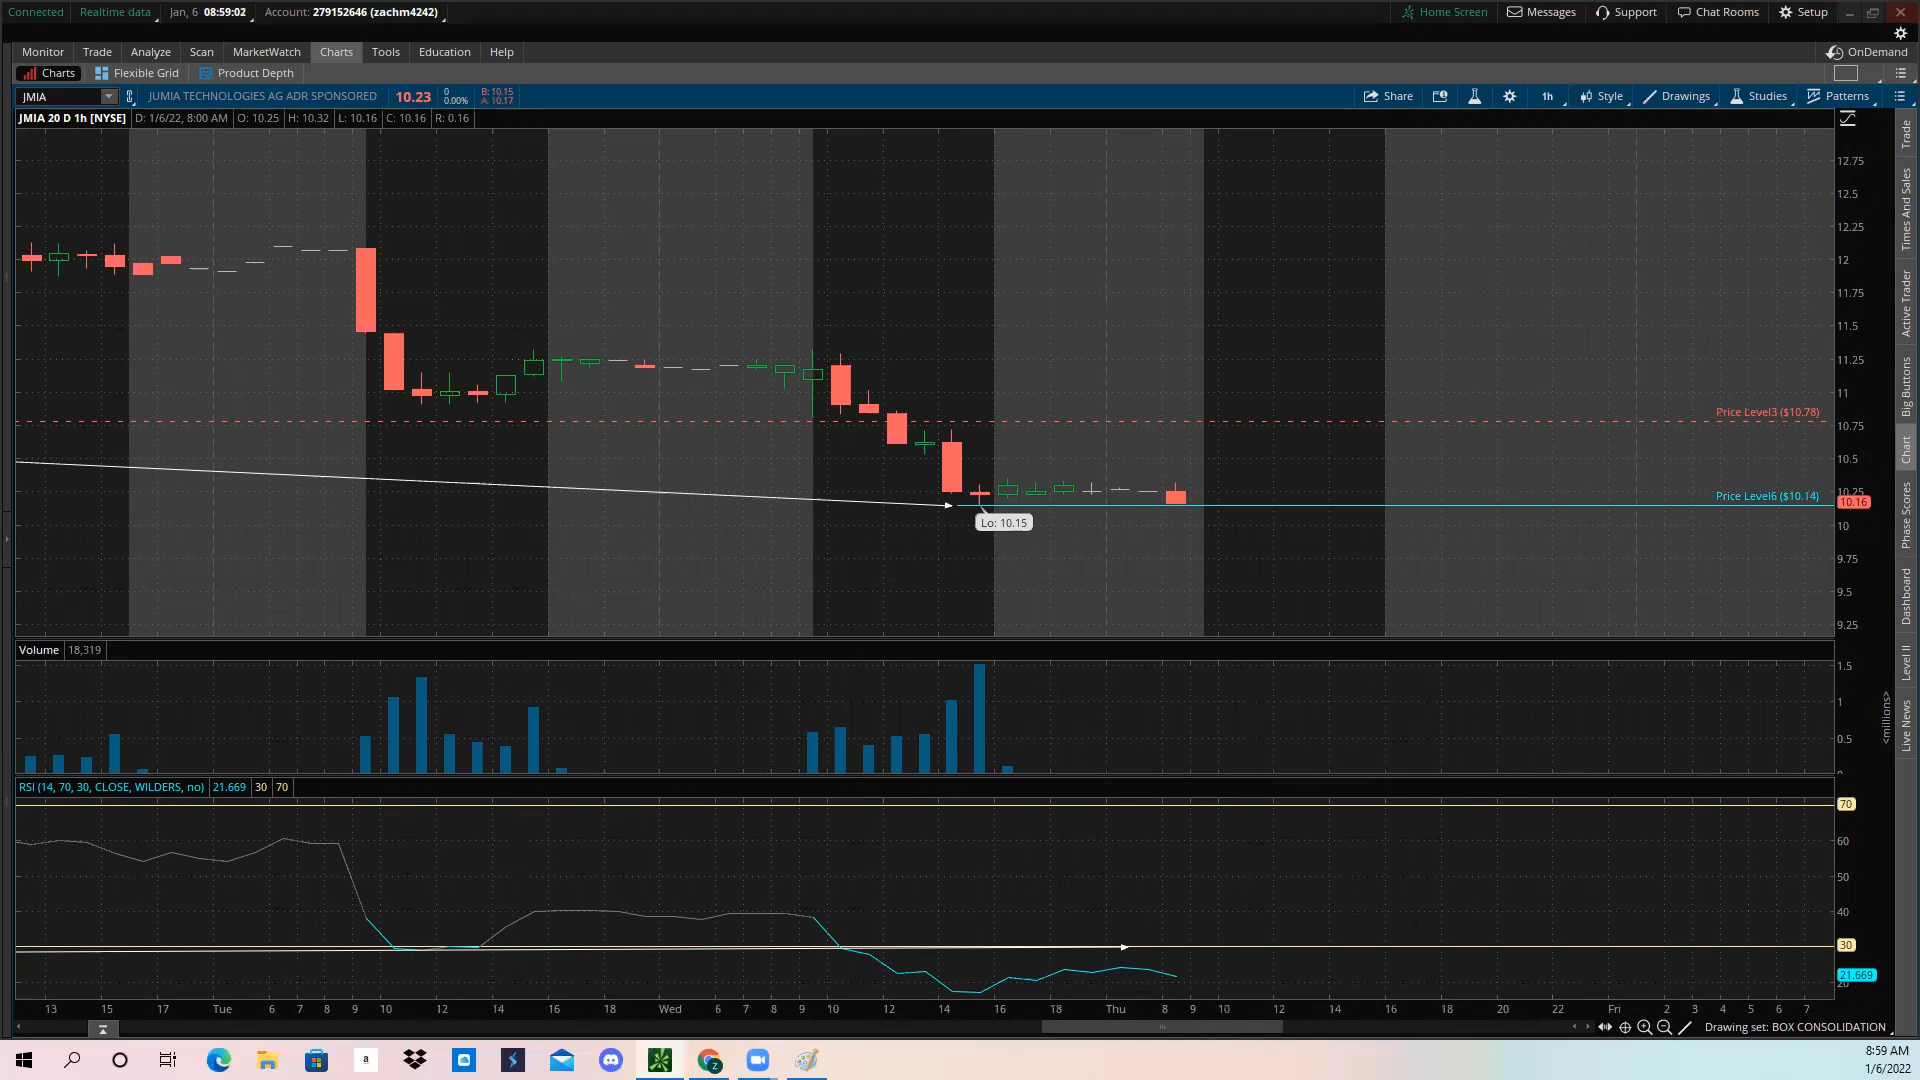 Connected Realtime data Jan, 6 08:59:02 Account: 279152646 (zachm4242) Home Screen Messages Support Chat Rooms Setup
Monitor Trade Analyze Scan MarketWatch Charts Tools Education Help OnDemand
Charts Flexible Grid Product Depth
JMIA JUMIA TECHNOLOGIES AG ADR SPONSORED 10.23 0 0.00% B: 10.15 A: 10.17 Share 1h Style Drawings Studies Patterns
JMIA 20 D 1h [NYSE] D: 1/6/22, 8:00 AM O: 10.25 H: 10.32 L: 10.16 C: 10.16 R: 0.16
12.75
12.5
12.25
12
11.75
11.5
11.25
11
Price Level3 ($10.78)
10.75
10.5
Price Level6 ($10.14)
10.25
10.16
Lo: 10.15
10
9.75
9.5
9.25
Volume 18,319
1.5
1
0.5
0
<millions>
RSI (14, 70, 30, CLOSE, WILDERS, no) 21.669 30 70
70
60
50
40
30
21.669
20
13 15 17 Tue 6 7 8 9 10 12 14 16 18 Wed 6 7 8 9 10 12 14 16 18 Thu 8 9 10 12 14 16 18 20 22 Fri 2 3 4 5 6 7
Drawing set: BOX CONSOLIDATION
Trade
Times And Sales
Active Trader
Big Buttons
Chart
Phase Scores
Dashboard
Level II
Live News
a
Z
8:59 AM
1/6/2022